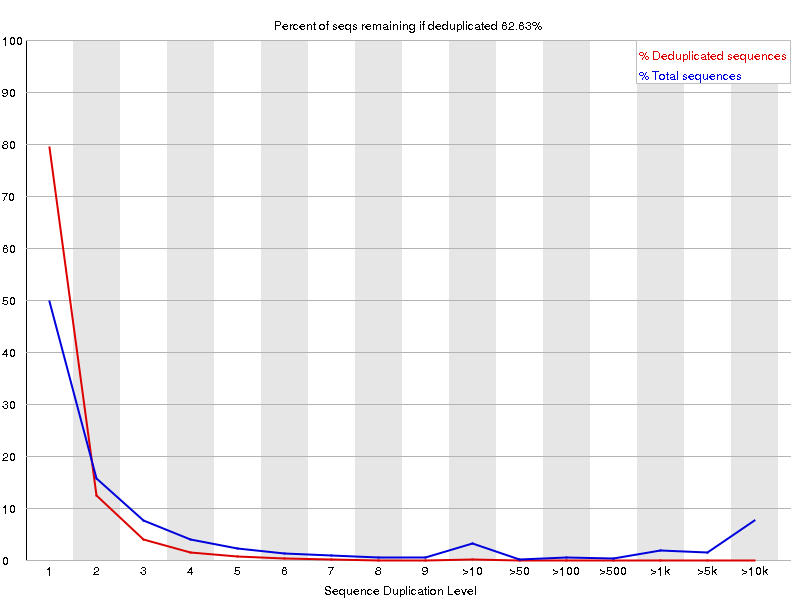 Percent of seqs remaining if deduplicated 62.63%
% Deduplicated sequences
% Total sequences
100
90
80
70
60
50
40
30
20
10
0
1 2 3 4 5 6 7 8 9 >10 >50 >100 >500 >1k >5k >10k
Sequence Duplication Level